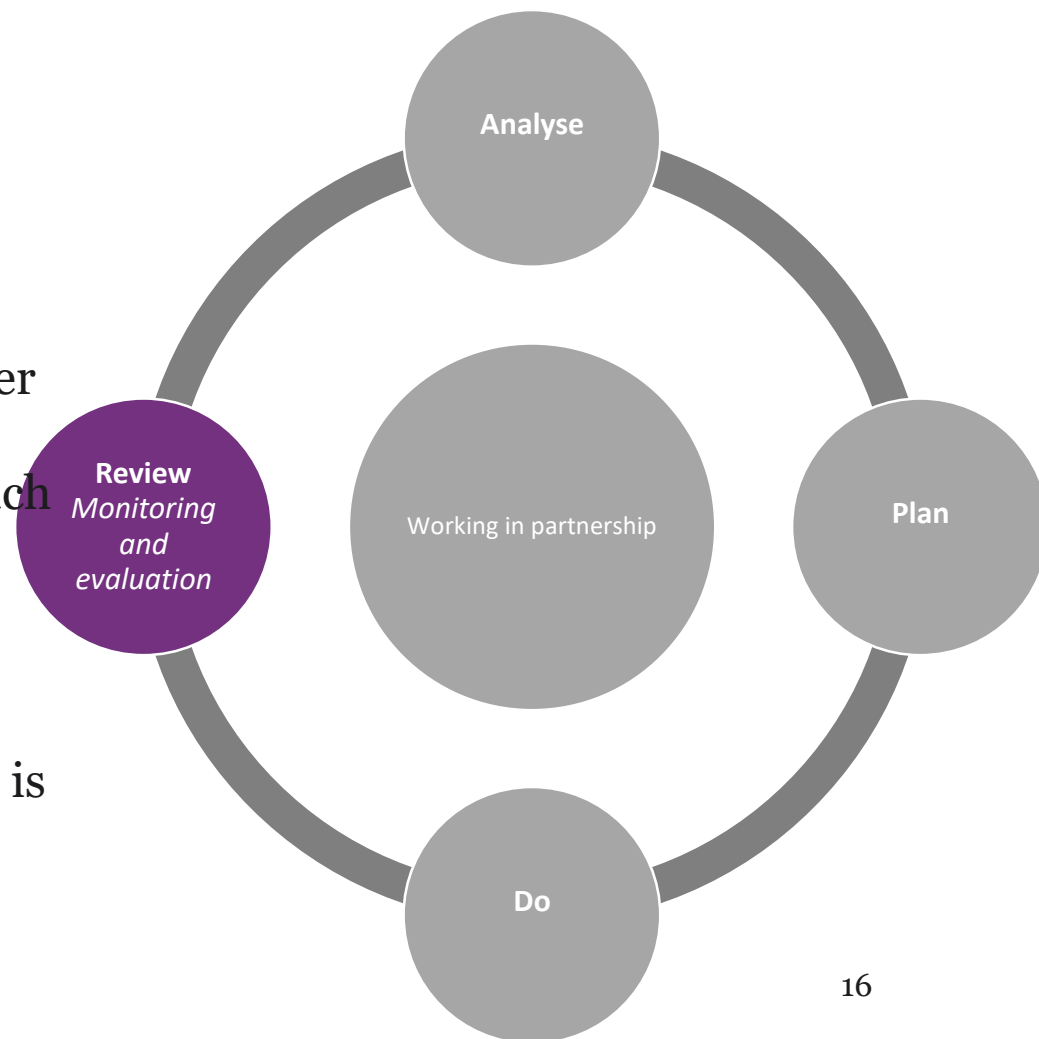 Analyse
er
ch
Review
Monitoring
and
evaluation
Working in partnership
Plan
is
Do
16